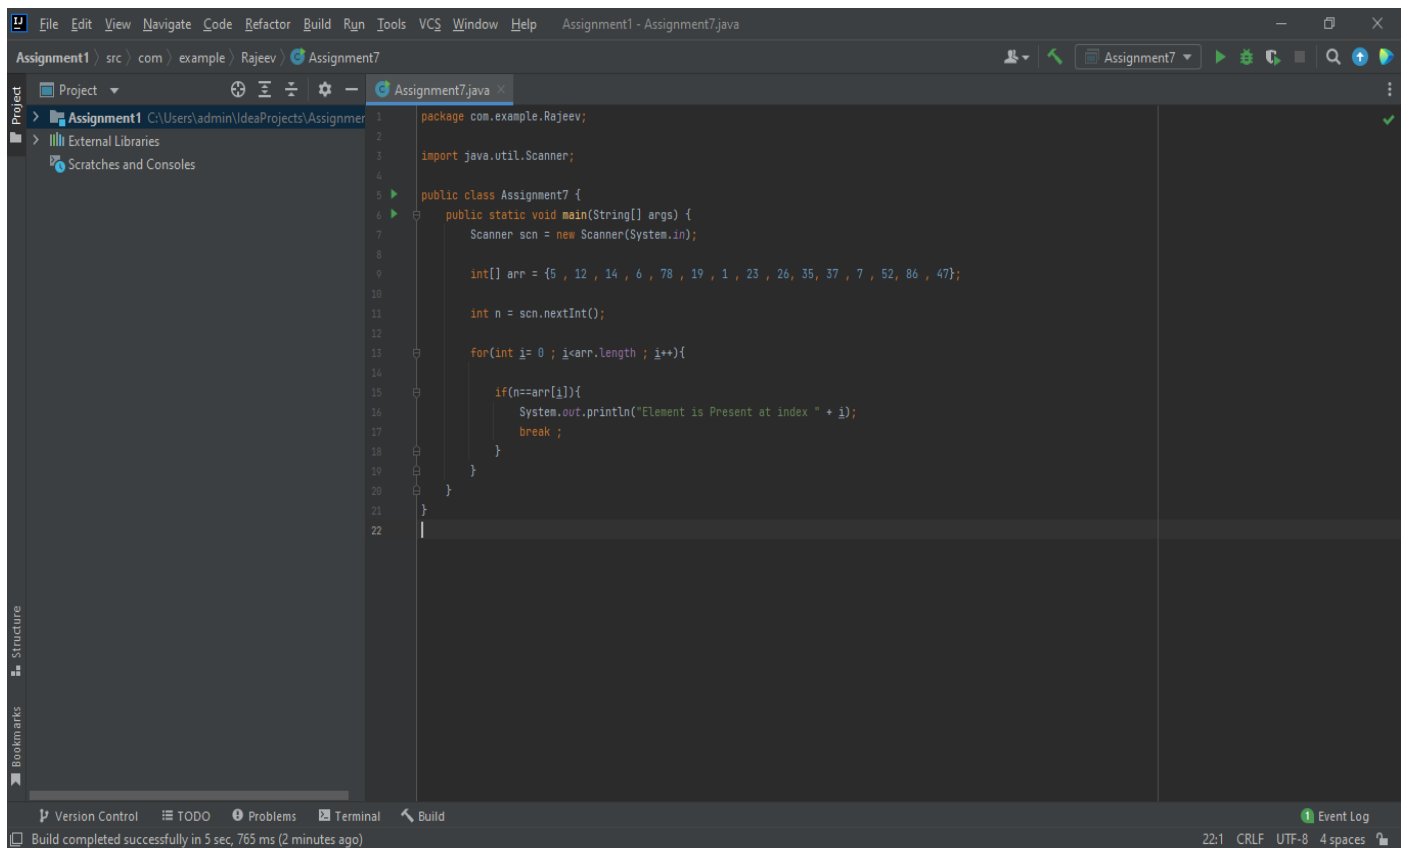 File Edit View Navigate Code Refactor Build Run Tools VCS Window Help Assignment1 - Assignment7.java
Assignment1 > src > com > example > Rajeev > Assignment7
Assignment7
Project
Assignment7.java
Project
Assignment1 C:\Users\admin\IdeaProjects\Assignmer
External Libraries
Scratches and Consoles
1 package com.example.Rajeev;
2
3 import java.util.Scanner;
4
5 public class Assignment7 {
6 public static void main(String[] args) {
7 Scanner scn = new Scanner(System.in);
8
9 int[] arr = {5 , 12 , 14 , 6 , 78 , 19 , 1 , 23 , 26, 35, 37 , 7 , 52, 86 , 47};
10
11 int n = scn.nextInt();
12
13 for(int i= 0 ; i<arr.length ; i++){
14
15 if(n==arr[i]){
16 System.out.println("Element is Present at index " + i);
17 break ;
18 }
19 }
20 }
21 }
22
Structure
Bookmarks
Version Control TODO Problems Terminal Build
1 Event Log
Build completed successfully in 5 sec, 765 ms (2 minutes ago)
22:1 CRLF UTF-8 4 spaces